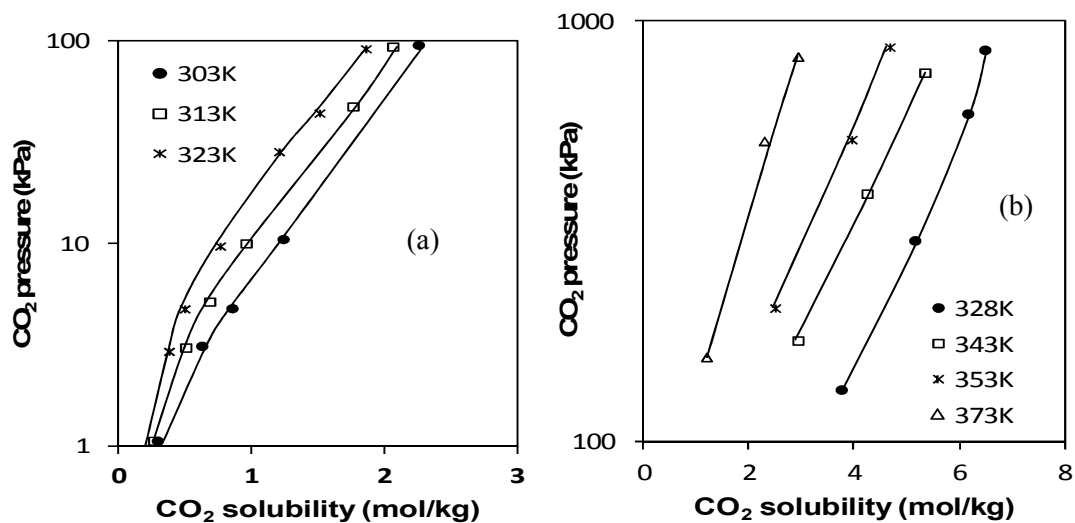 100
10
1
0
1
2
3
CO2 pressure (kPa)
CO2 solubility (mol/kg)
303K
313K
323K
(a)
1000
100
0
2
4
6
8
CO2 pressure (kPa)
CO2 solubility (mol/kg)
328K
343K
353K
373K
(b)